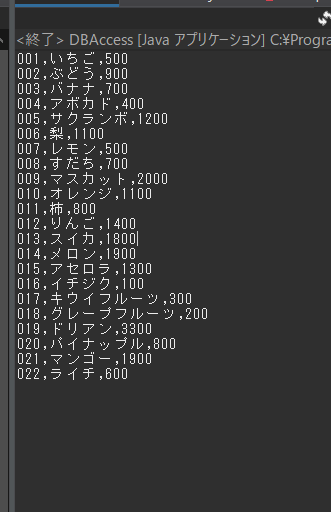 <終了> DBAccess [Java アプリケーション] C:¥Progra
001,いちご,500
002,ぶどう,900
003,バナナ,700
004,アボカド,400
005,サクランボ,1200
006,梨,1100
007,レモン,500
008,すだち,700
009,マスカット,2000
010,オレンジ,1100
011,柿,800
012,りんご,1400
013,スイカ,1800
014,メロン,1900
015,アセロラ,1300
016,イチジク,100
017,キウイフルーツ,300
018,グレープフルーツ,200
019,ドリアン,3300
020,パイナップル,800
021,マンゴー,1900
022,ライチ,600